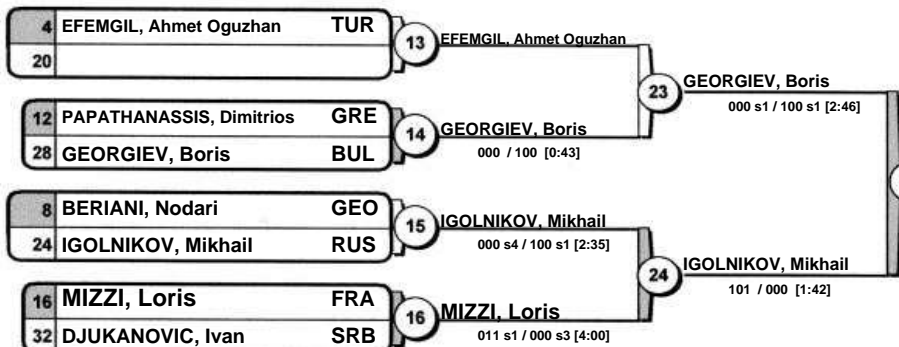 4 EFEMGIL, Ahmet Oguzhan TUR
20
13
EFEMGIL, Ahmet Oguzhan
12 PAPATHANASSIS, Dimitrios GRE
28 GEORGIEV, Boris BUL
14
GEORGIEV, Boris
000 / 100 [0:43]
23
GEORGIEV, Boris
000 s1 / 100 s1 [2:46]
8 BERIANI, Nodari GEO
24 IGOLNIKOV, Mikhail RUS
15
IGOLNIKOV, Mikhail
000 s4 / 100 s1 [2:35]
16 MIZZI, Loris FRA
32 DJUKANOVIC, Ivan SRB
16
MIZZI, Loris
011 s1 / 000 s3 [4:00]
24
IGOLNIKOV, Mikhail
101 / 000 [1:42]